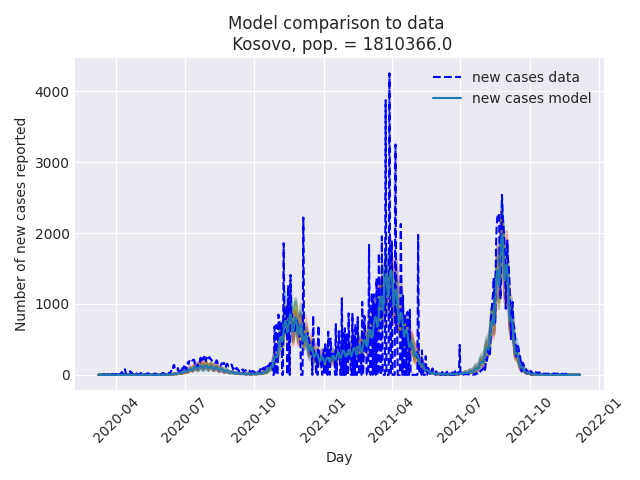 Model comparison to data
Kosovo, pop. = 1810366.0
new cases data
new cases model
Number of new cases reported
4000
3000
2000
1000
0
2020-04
2020-07
2020-10
2021-01
2021-04
2021-07
2021-10
2022-01
Day